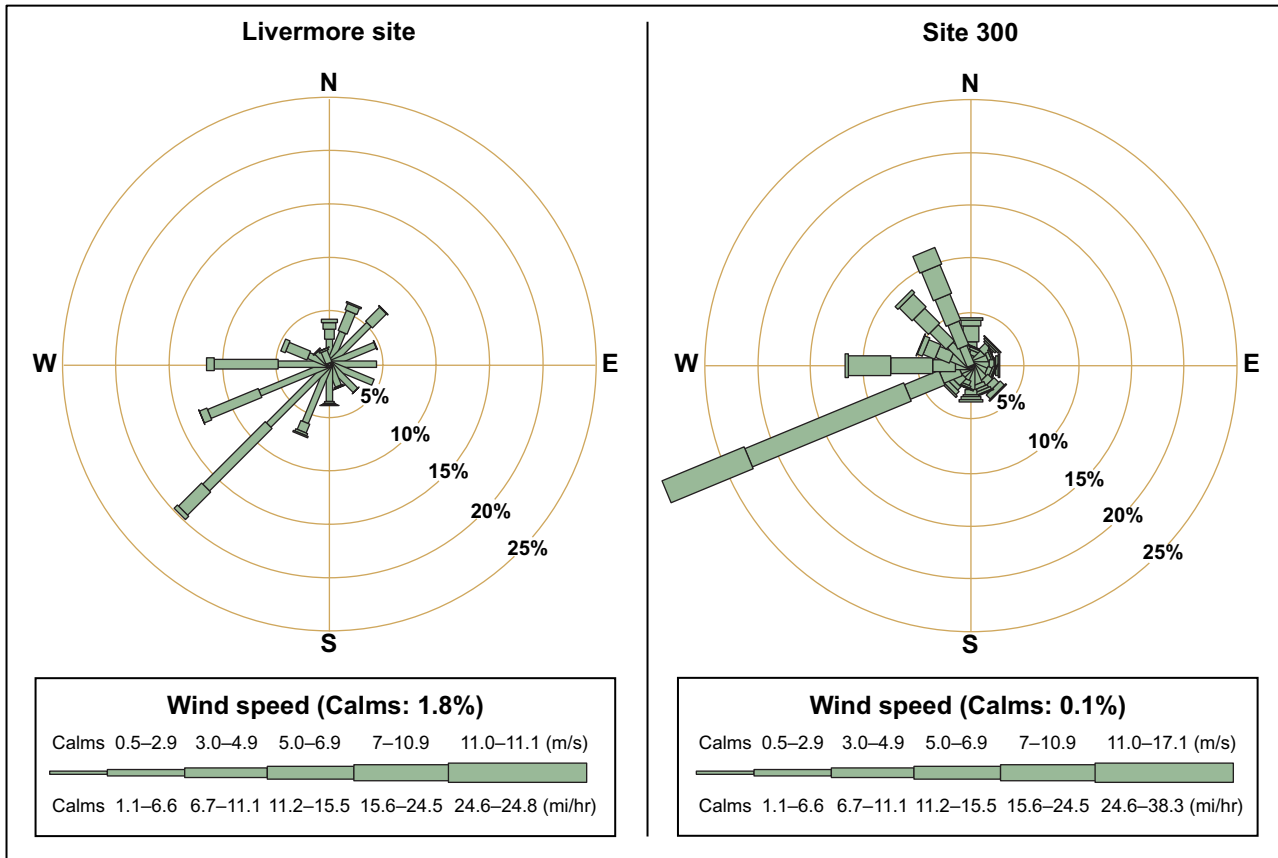 Livermore site
N
W
E
S
5%
10%
15%
20%
25%
Wind speed (Calms: 1.8%)
Calms 0.5–2.9 3.0–4.9 5.0–6.9 7–10.9 11.0–11.1 (m/s)
Calms 1.1–6.6 6.7–11.1 11.2–15.5 15.6–24.5 24.6–24.8 (mi/hr)
Site 300
N
W
E
S
5%
10%
15%
20%
25%
Wind speed (Calms: 0.1%)
Calms 0.5–2.9 3.0–4.9 5.0–6.9 7–10.9 11.0–17.1 (m/s)
Calms 1.1–6.6 6.7–11.1 11.2–15.5 15.6–24.5 24.6–38.3 (mi/hr)